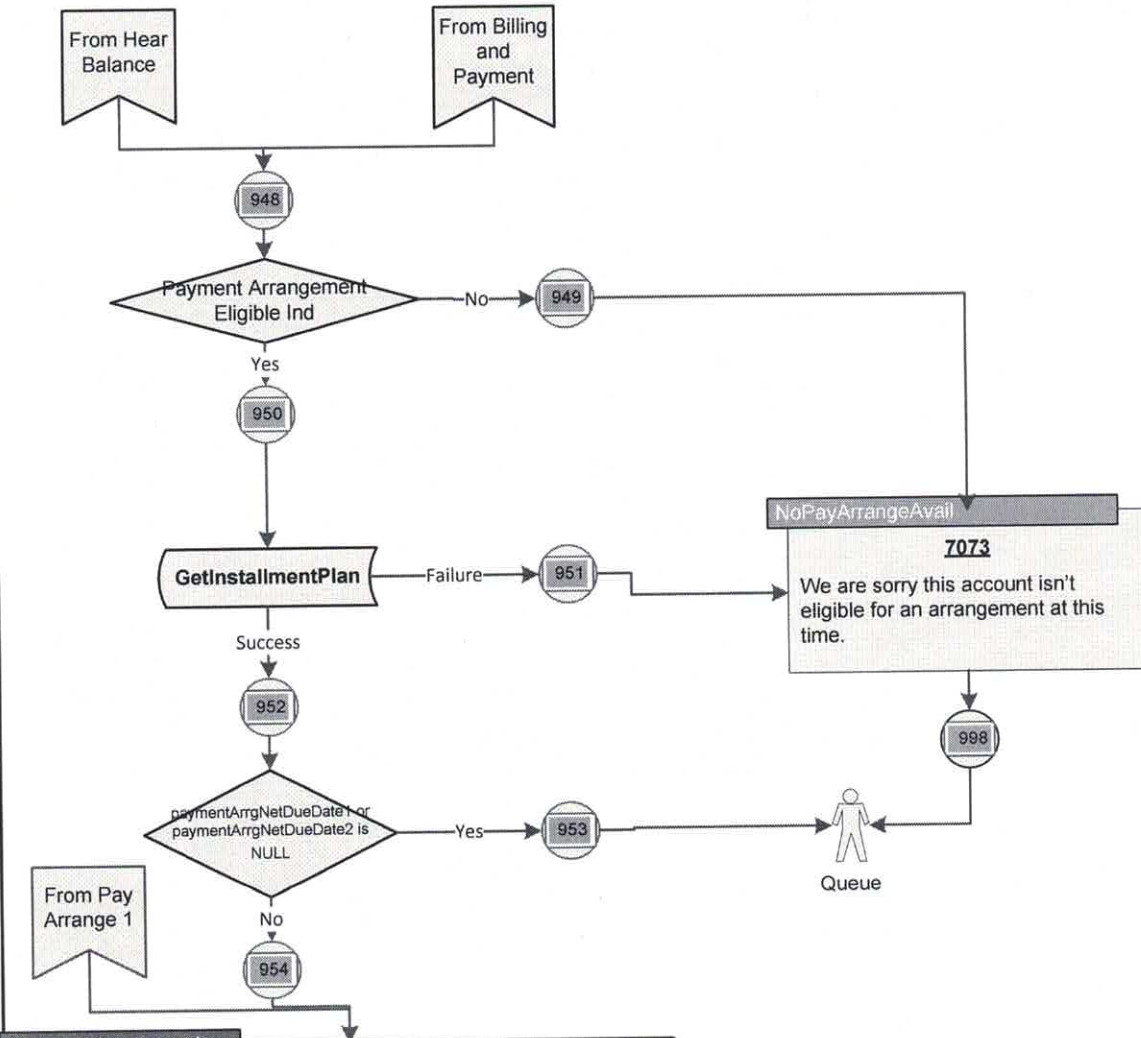 From Hear
Balance
From Billing
and
Payment
948
Payment Arrangement
Eligible Ind
No
949
Yes
950
NoPayArrangeAvail
7073
We are sorry this account isn't
eligible for an arrangement at this
time.
GetInstallmentPlan
Failure
951
Success
952
998
paymentArrgNetDueDate1 or
paymentArrgNetDueDate2 is
NULL
Yes
953
Queue
From Pay
Arrange 1
No
954